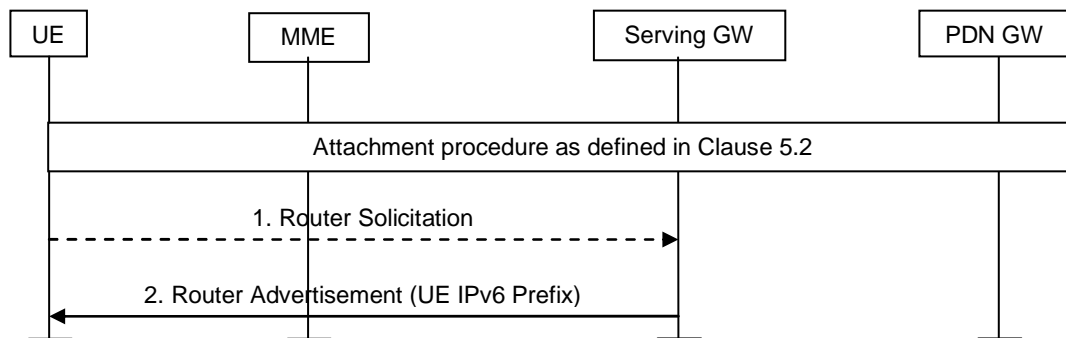 UE
MME
Serving GW
PDN GW
Attachment procedure as defined in Clause 5.2
1. Router Solicitation
2. Router Advertisement (UE IPv6 Prefix)